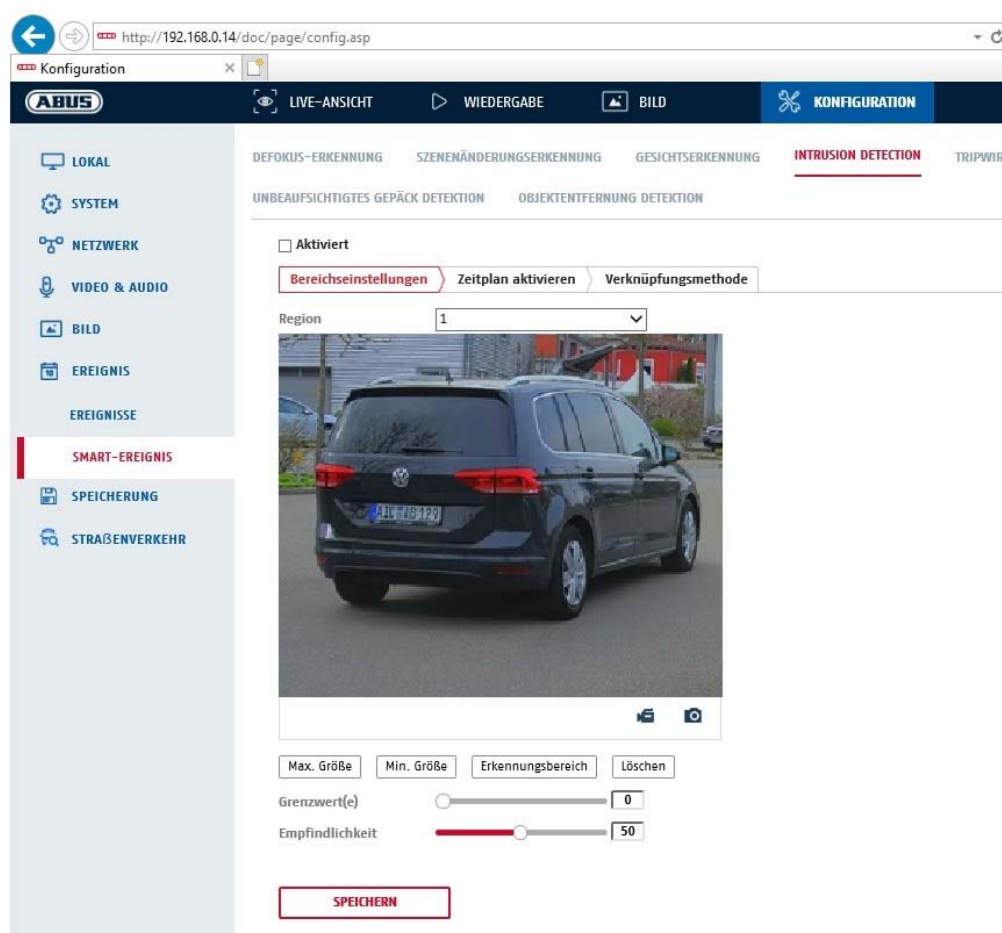 http://192.168.0.14/doc/page/config.asp
Konfiguration
ABUS LIVE-ANSICHT WIEDERGABE BILD KONFIGURATION
DEFOKUS-ERKENNUNG SZENENÄNDERUNGSERKENNUNG GESICHTSERKENNUNG INTRUSION DETECTION TRIPWIR
UNBEAUFSICHTIGTES GEPÄCK DETEKTION OBJEKTENTFERNUNG DETEKTION
LOKAL
SYSTEM
NETZWERK
VIDEO & AUDIO
BILD
EREIGNIS
EREIGNISSE
SMART-EREIGNIS
SPEICHERUNG
STRAßENVERKEHR
Aktiviert
Bereichseinstellungen Zeitplan aktivieren Verknüpfungsmethode
Region 1
Max. Größe Min. Größe Erkennungsbereich Löschen
Grenzwert(e) 0
Empfindlichkeit 50
SPEICHERN